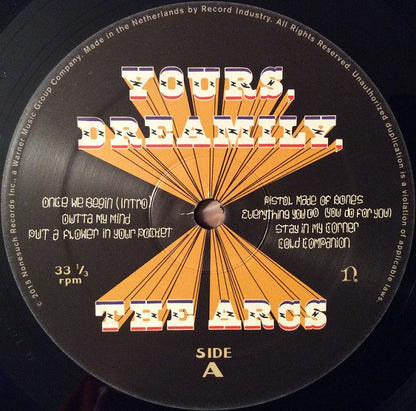 © 2015 Nonesuch Records Inc., a Warner Music Group Company. Made in the Netherlands by Record Industry. All Rights Reserved. Unauthorized duplication is a violation of applicable laws.
YOURS,
DREAMILY,
Once We Begin (Intro)
Outta My Mind
Put A Flower in Your Pocket
Pistol Made of Bones
Everything You Do (You Do for You)
Stay in My Corner
Cold Companion
33 ⅓
rpm
n
THE ARCS
SIDE
A